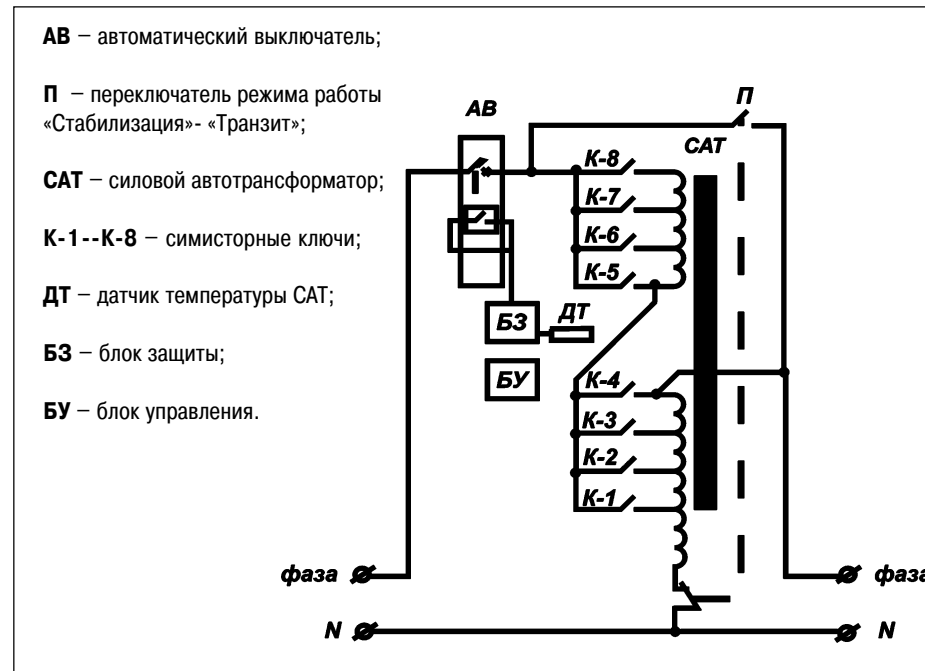 АВ – автоматический выключатель;
П – переключатель режима работы
«Стабилизация»- «Транзит»;
САТ – силовой автотрансформатор;
К-1--К-8 – симисторные ключи;
ДТ – датчик температуры САТ;
БЗ – блок защиты;
БУ – блок управления.
АВ
П
САТ
К-8
К-7
К-6
К-5
БЗ
ДТ
БУ
К-4
К-3
К-2
К-1
фаза
фаза
N
N